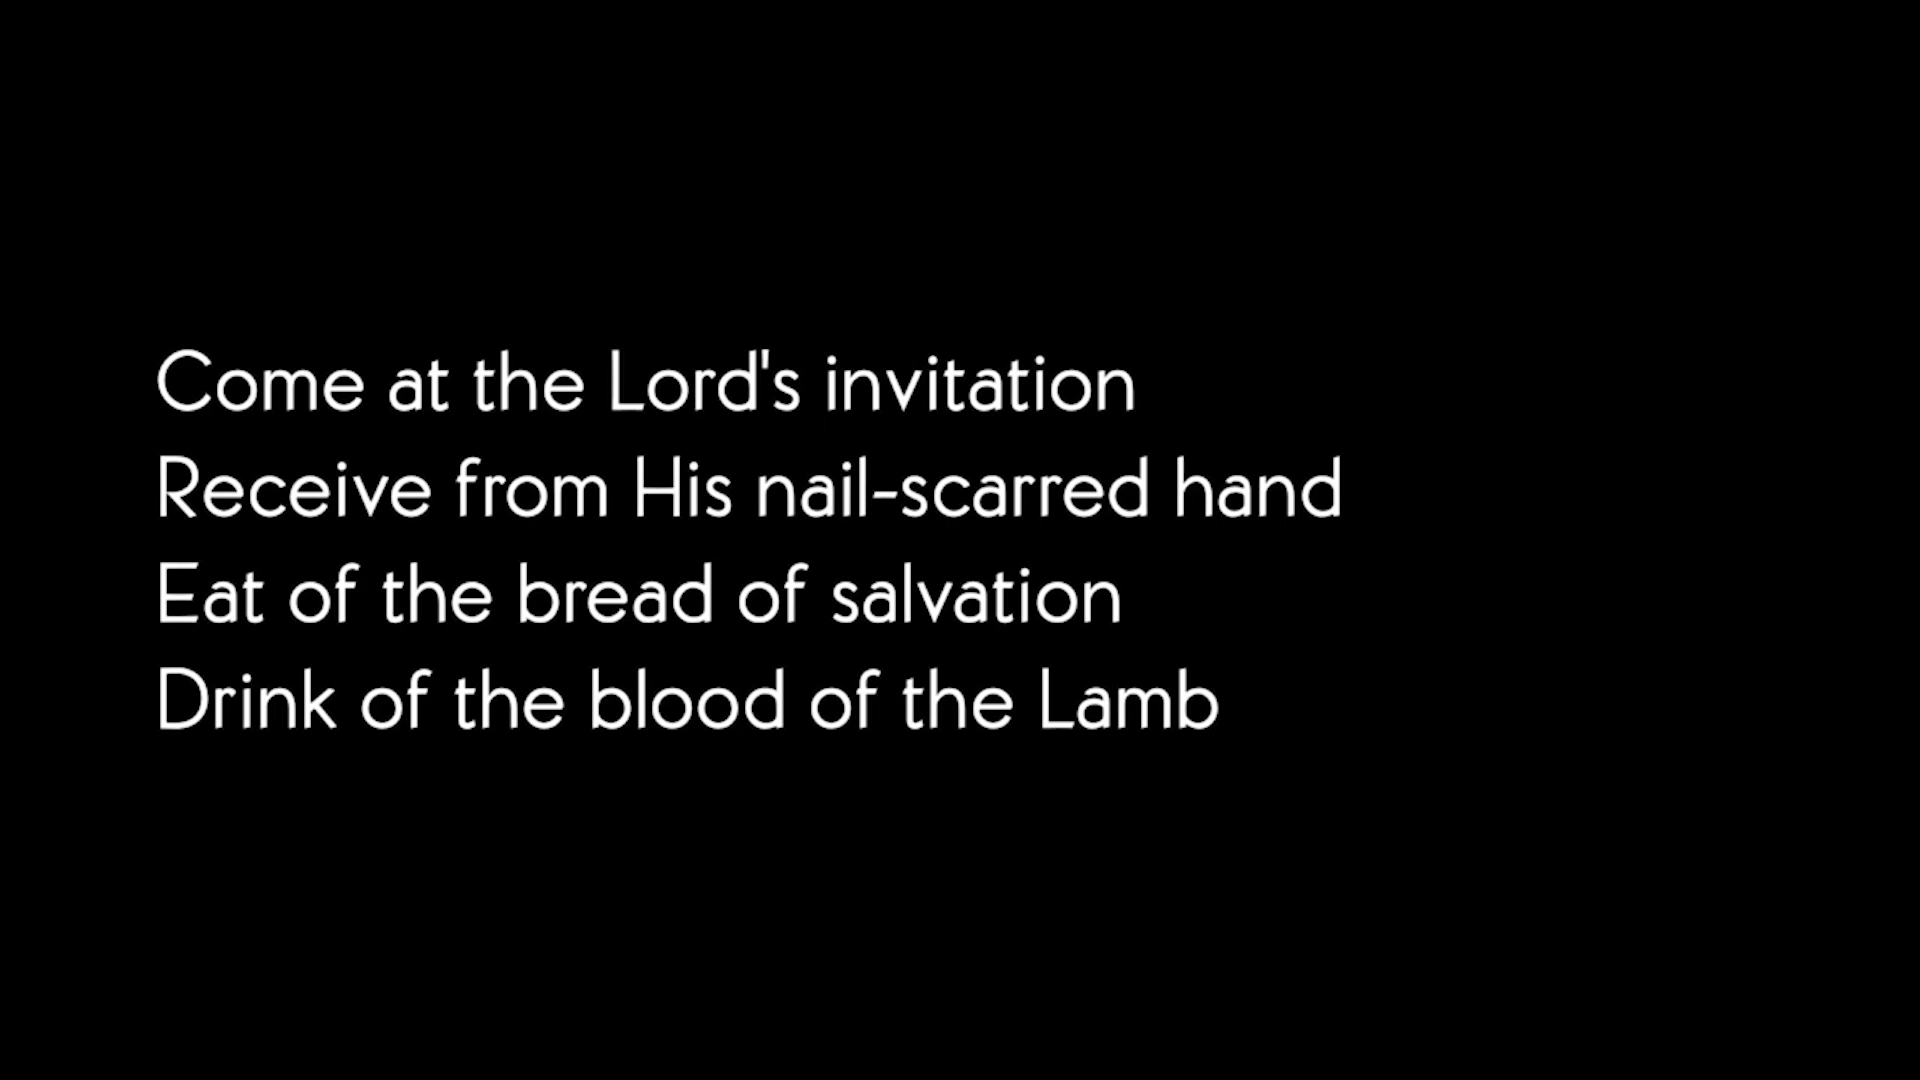 Come at the Lord's invitation
Receive from His nail-scarred hand
Eat of the bread of salvation
Drink of the blood of the Lamb